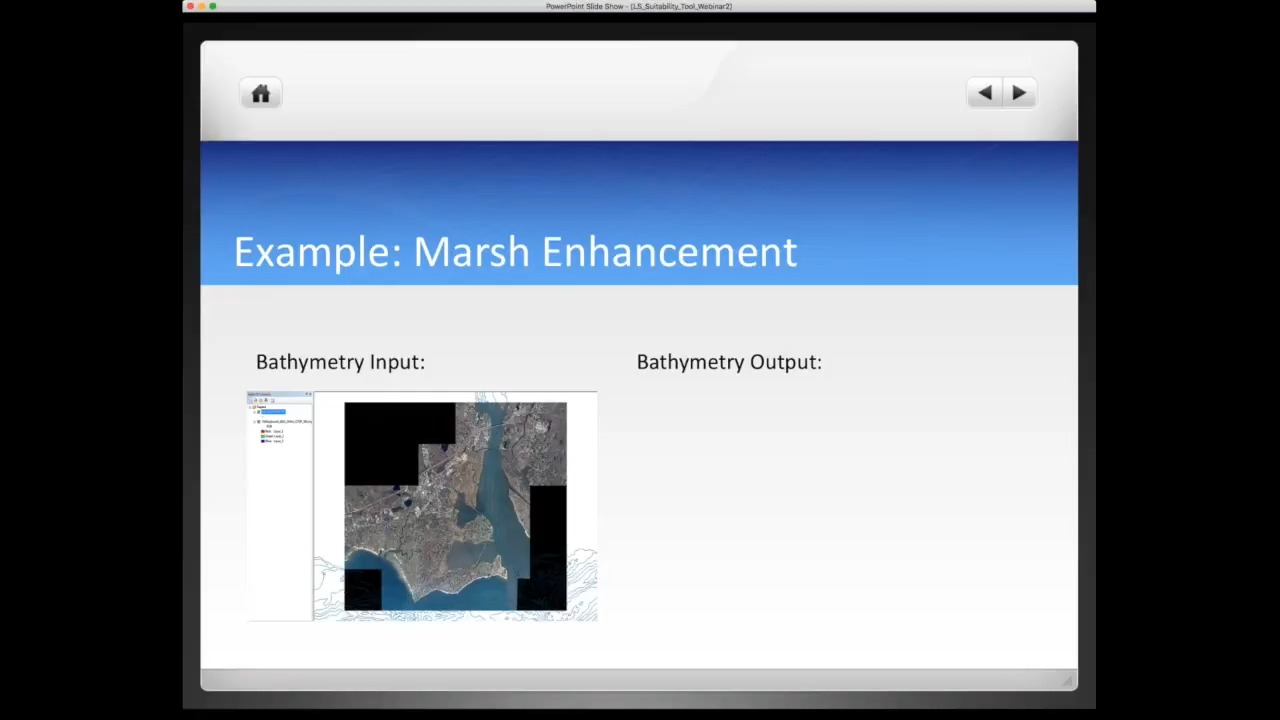 PowerPoint Slide Show - [LS_Suitability_Tool_Webinar2]
Example: Marsh Enhancement
Bathymetry Input:
Bathymetry Output: